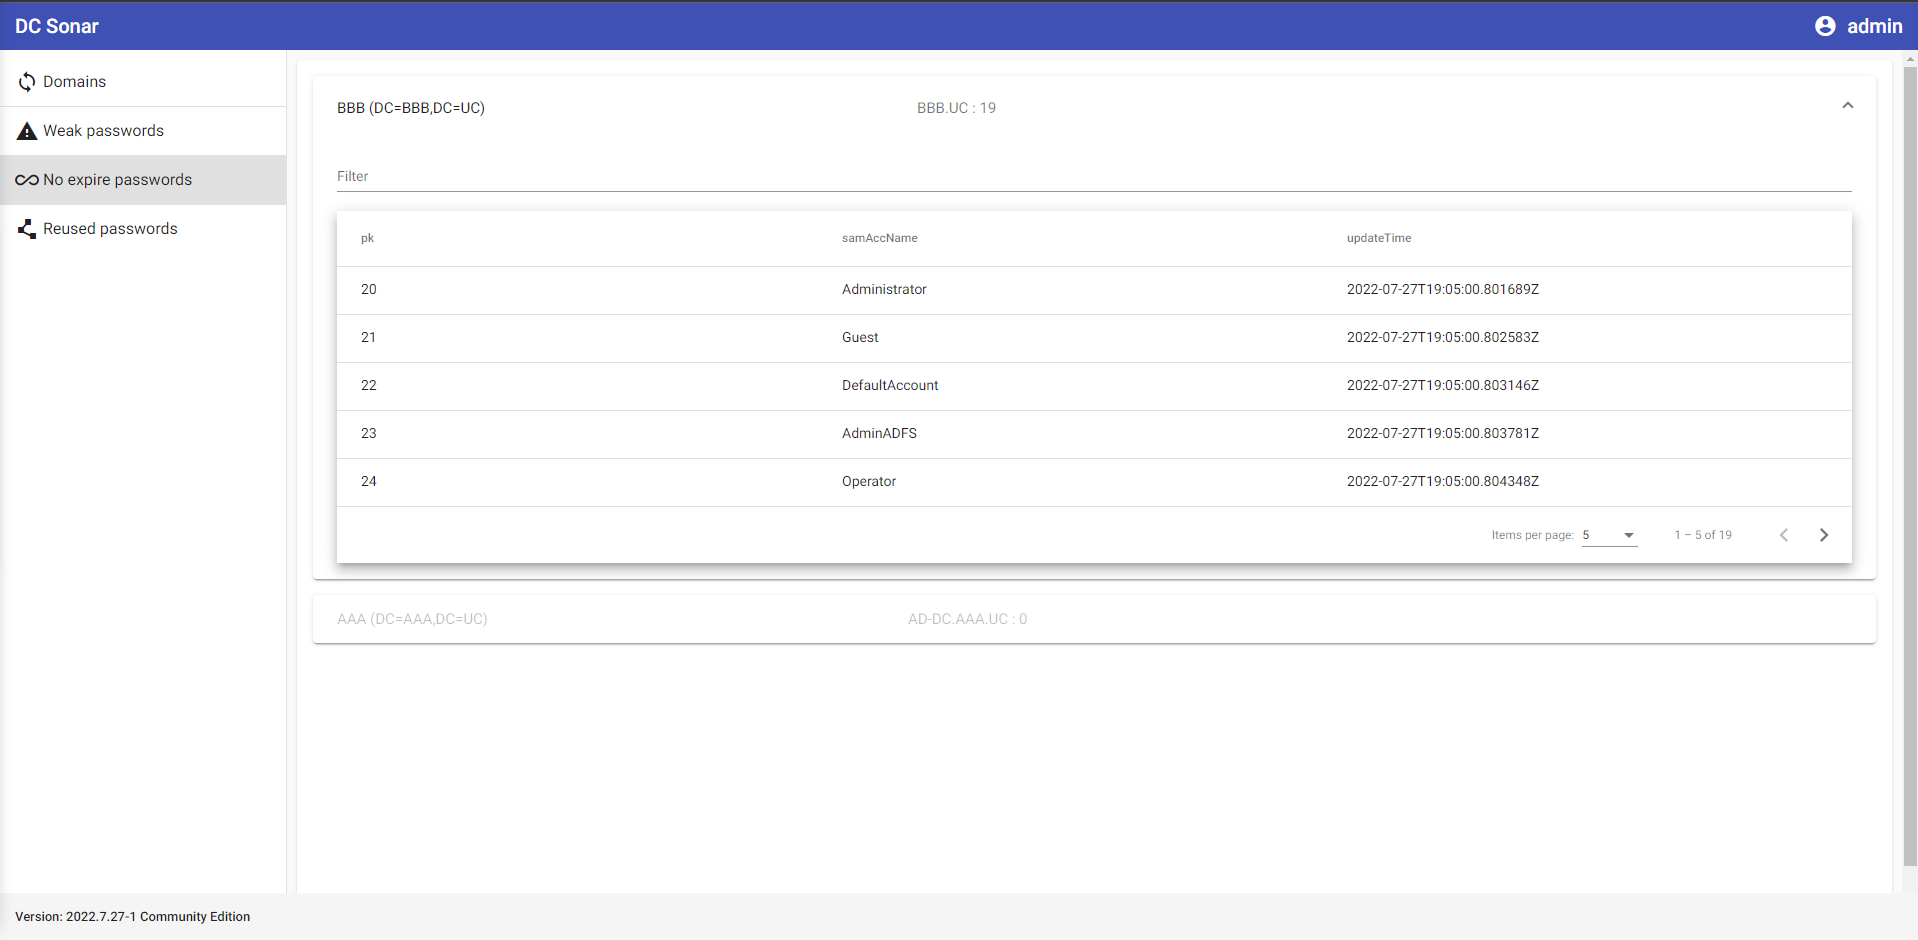 DC Sonar
admin
Domains
Weak passwords
No expire passwords
Reused passwords
BBB (DC=BBB,DC=UC) BBB.UC : 19
Filter
pk samAccName updateTime
20 Administrator 2022-07-27T19:05:00.801689Z
21 Guest 2022-07-27T19:05:00.802583Z
22 DefaultAccount 2022-07-27T19:05:00.803146Z
23 AdminADFS 2022-07-27T19:05:00.803781Z
24 Operator 2022-07-27T19:05:00.804348Z
Items per page: 5 1 – 5 of 19
AAA (DC=AAA,DC=UC) AD-DC.AAA.UC : 0
Version: 2022.7.27-1 Community Edition